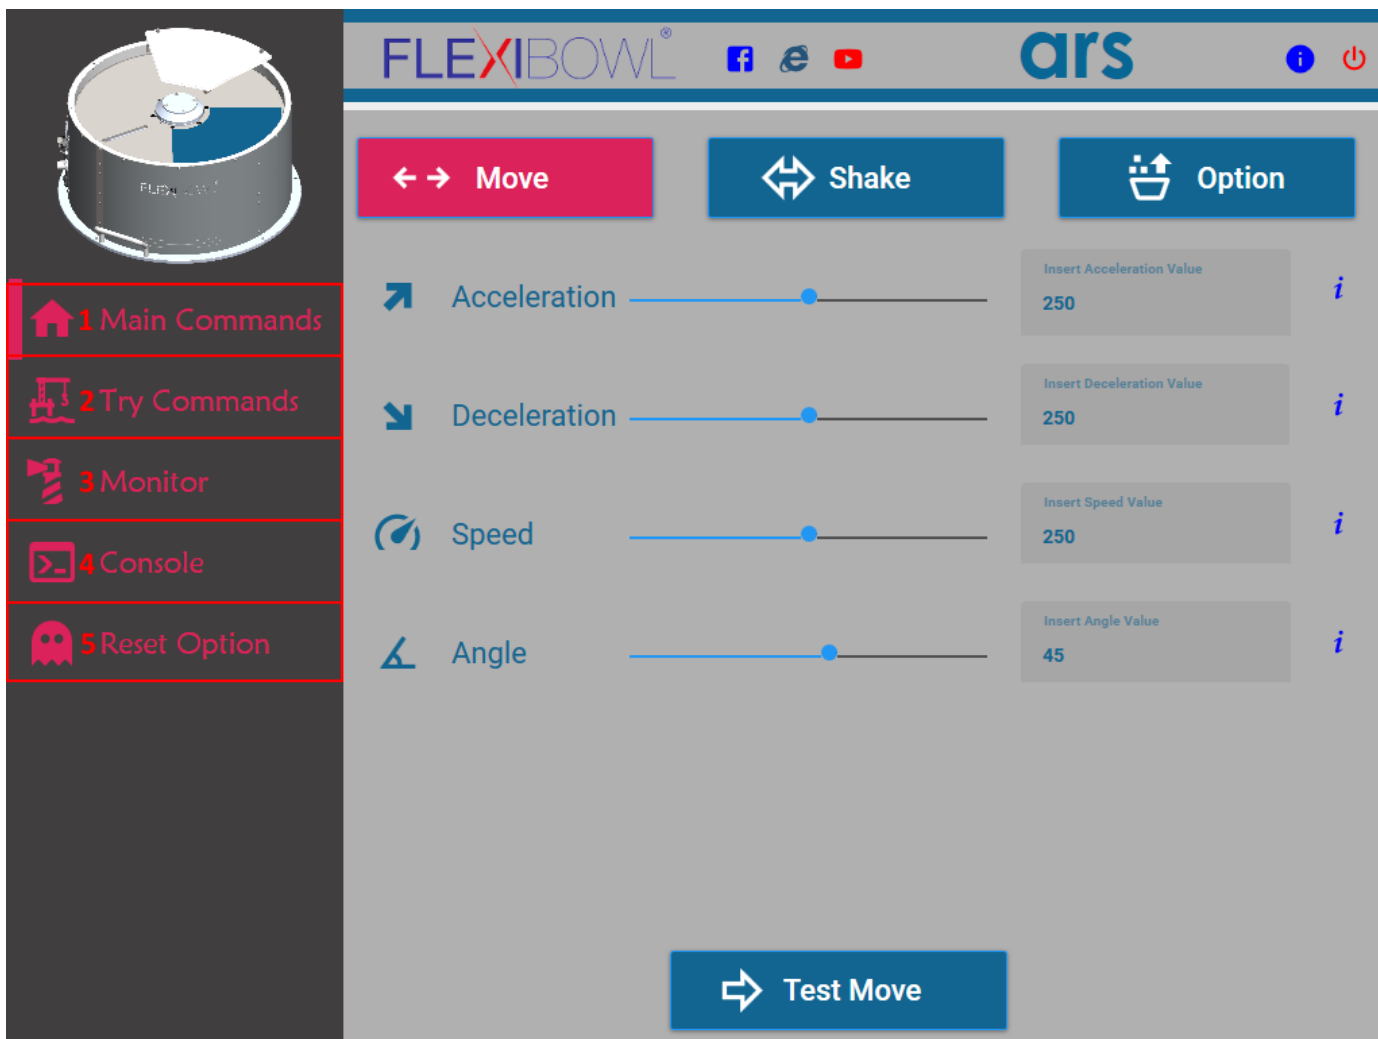 FLEXIBOWL®
ars
Move
Shake
Option
1 Main Commands
2 Try Commands
3 Monitor
4 Console
5 Reset Option
Acceleration
Insert Acceleration Value
250
i
Deceleration
Insert Deceleration Value
250
i
Speed
Insert Speed Value
250
i
Angle
Insert Angle Value
45
i
Test Move